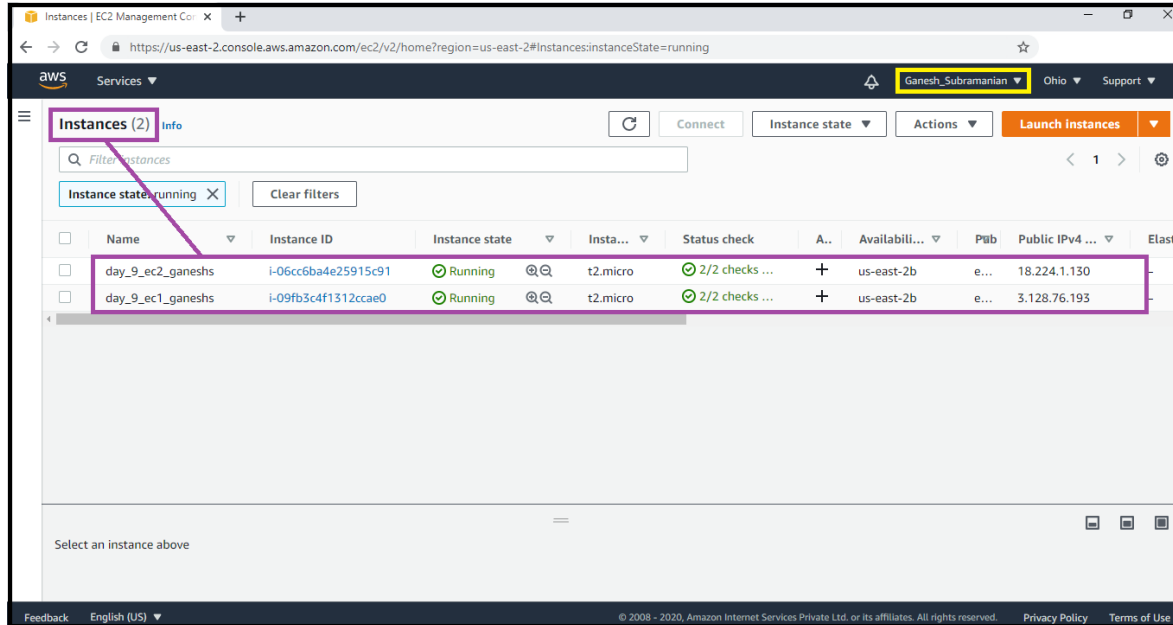 Instances | EC2 Management Con
https://us-east-2.console.aws.amazon.com/ec2/v2/home?region=us-east-2#Instances:instanceState=running
aws Services Ganesh_Subramanian Ohio Support
Instances (2) Info Connect Instance state Actions Launch instances
Filter instances 1
Instance state: running Clear filters
Name Instance ID Instance state Insta... Status check A.. Availabili... Pub Public IPv4 ... Elast
day_9_ec2_ganeshs i-06cc6ba4e25915c91 Running t2.micro 2/2 checks ... + us-east-2b e... 18.224.1.130 –
day_9_ec1_ganeshs i-09fb3c4f1312ccae0 Running t2.micro 2/2 checks ... + us-east-2b e... 3.128.76.193 –
Select an instance above
Feedback English (US) © 2008 - 2020, Amazon Internet Services Private Ltd. or its affiliates. All rights reserved. Privacy Policy Terms of Use